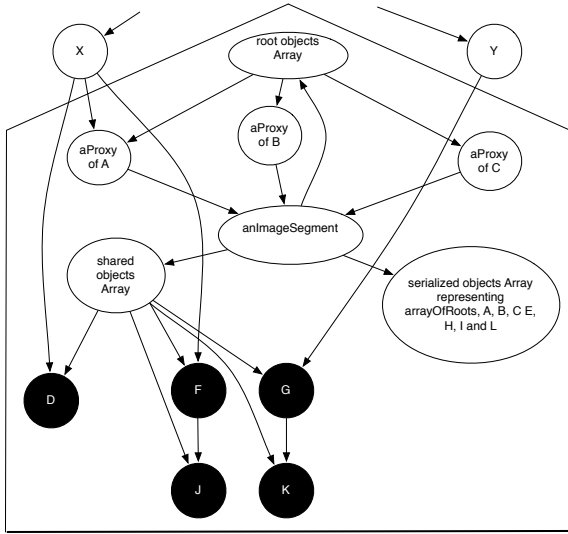 X
root objects
Array
Y
aProxy
of A
aProxy
of B
aProxy
of C
anImageSegment
shared
objects
Array
serialized objects Array
representing
arrayOfRoots, A, B, C E,
H, I and L
D
F
G
J
K